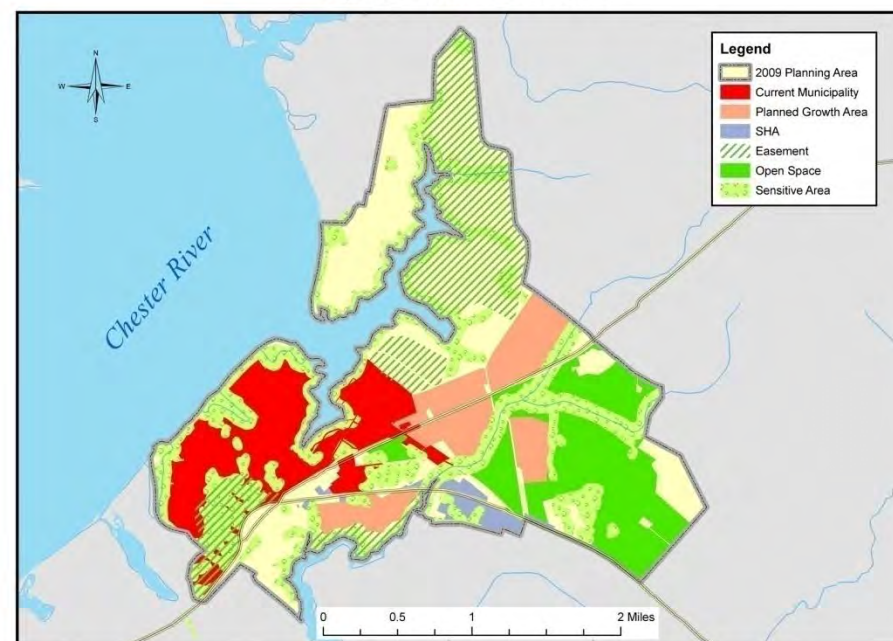 N
W E
S
Legend
2009 Planning Area
Current Municipality
Planned Growth Area
SHA
Easement
Open Space
Sensitive Area
Chester River
0 0.5 1 2 Miles